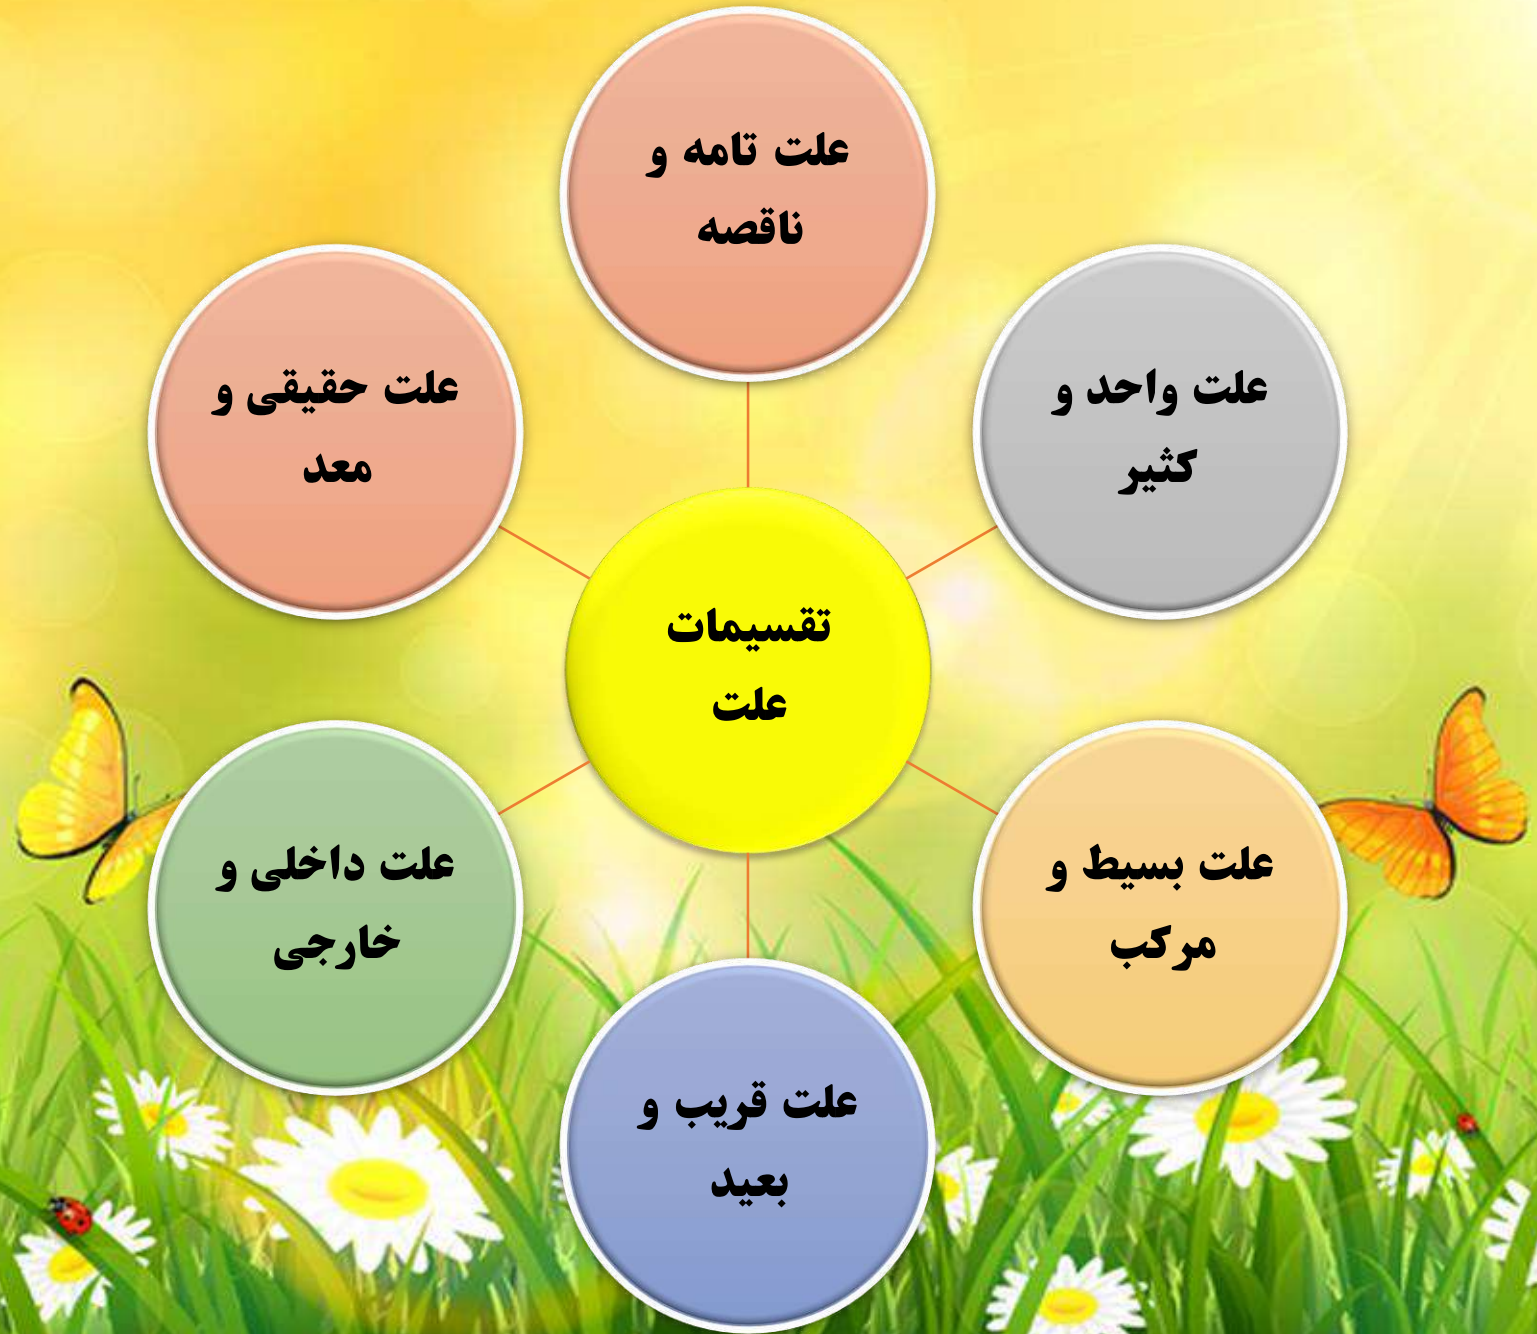 علت تامه و
ناقصه
علت واحد و
کثیر
علت بسیط و
مرکب
علت قریب و
بعید
علت داخلی و
خارجی
علت حقیقی و
معد
تقسیمات
علت